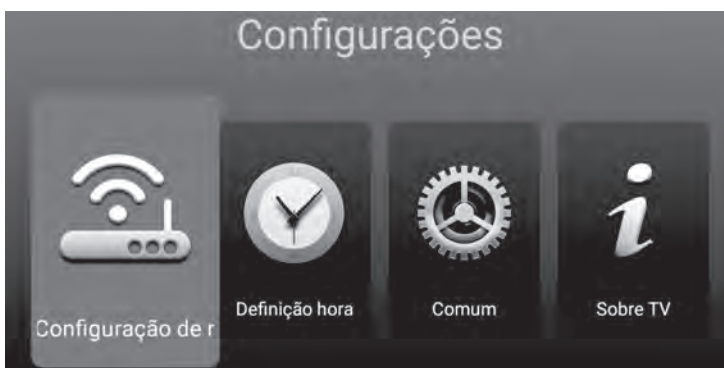 Configurações
Configuração de r
Definição hora
Comum
Sobre TV